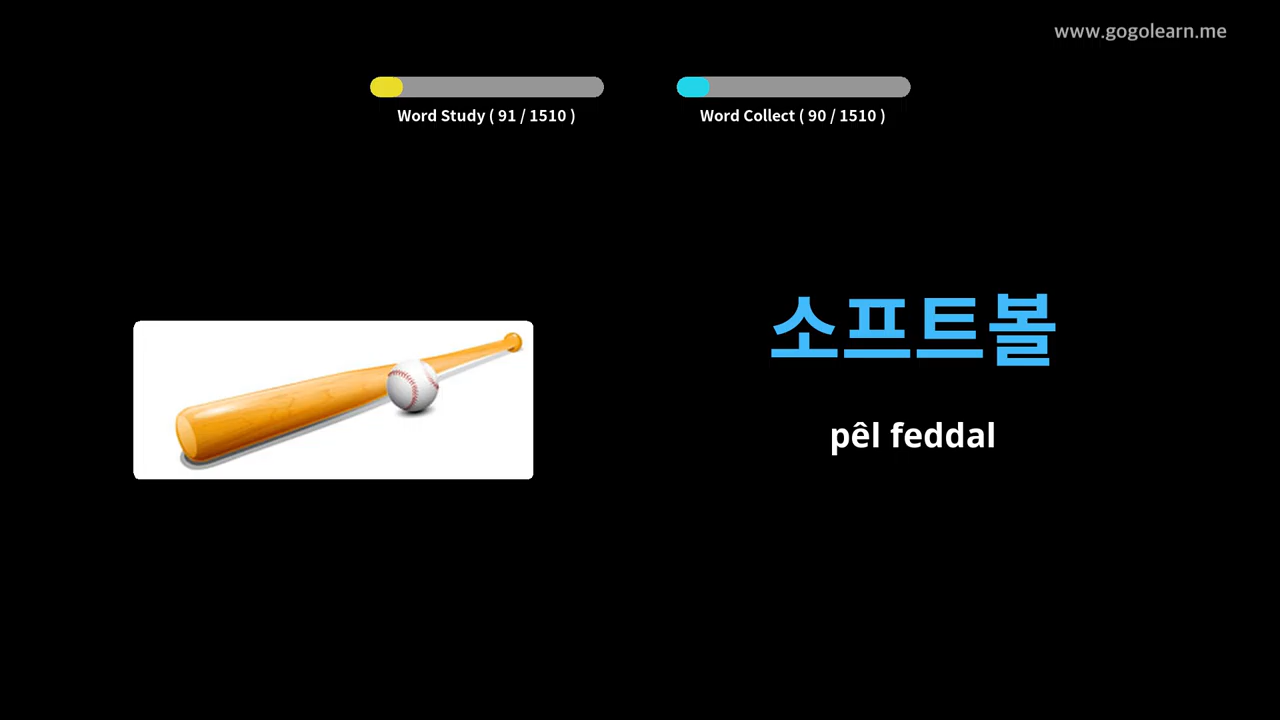 www.gogolearn.me
Word Study ( 91 / 1510 )
Word Collect ( 90 / 1510 )
소프트볼
pêl feddal